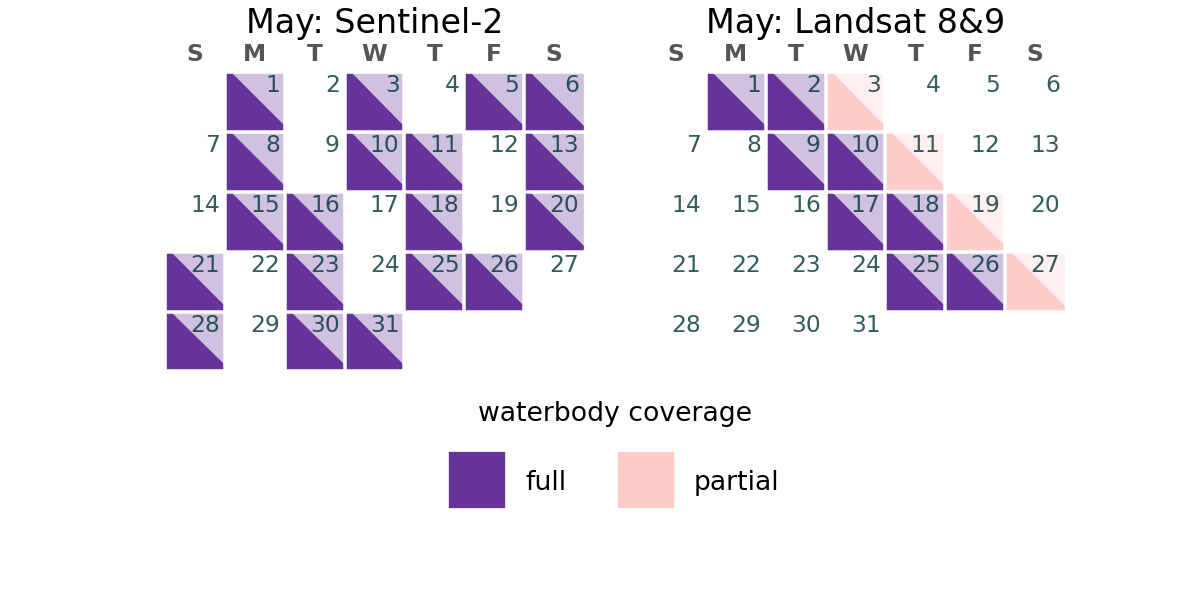 May: Sentinel-2
S M T W T F S
1 2 3 4 5 6
7 8 9 10 11 12 13
14 15 16 17 18 19 20
21 22 23 24 25 26 27
28 29 30 31
May: Landsat 8&9
S M T W T F S
1 2 3 4 5 6
7 8 9 10 11 12 13
14 15 16 17 18 19 20
21 22 23 24 25 26 27
28 29 30 31
waterbody coverage
full partial